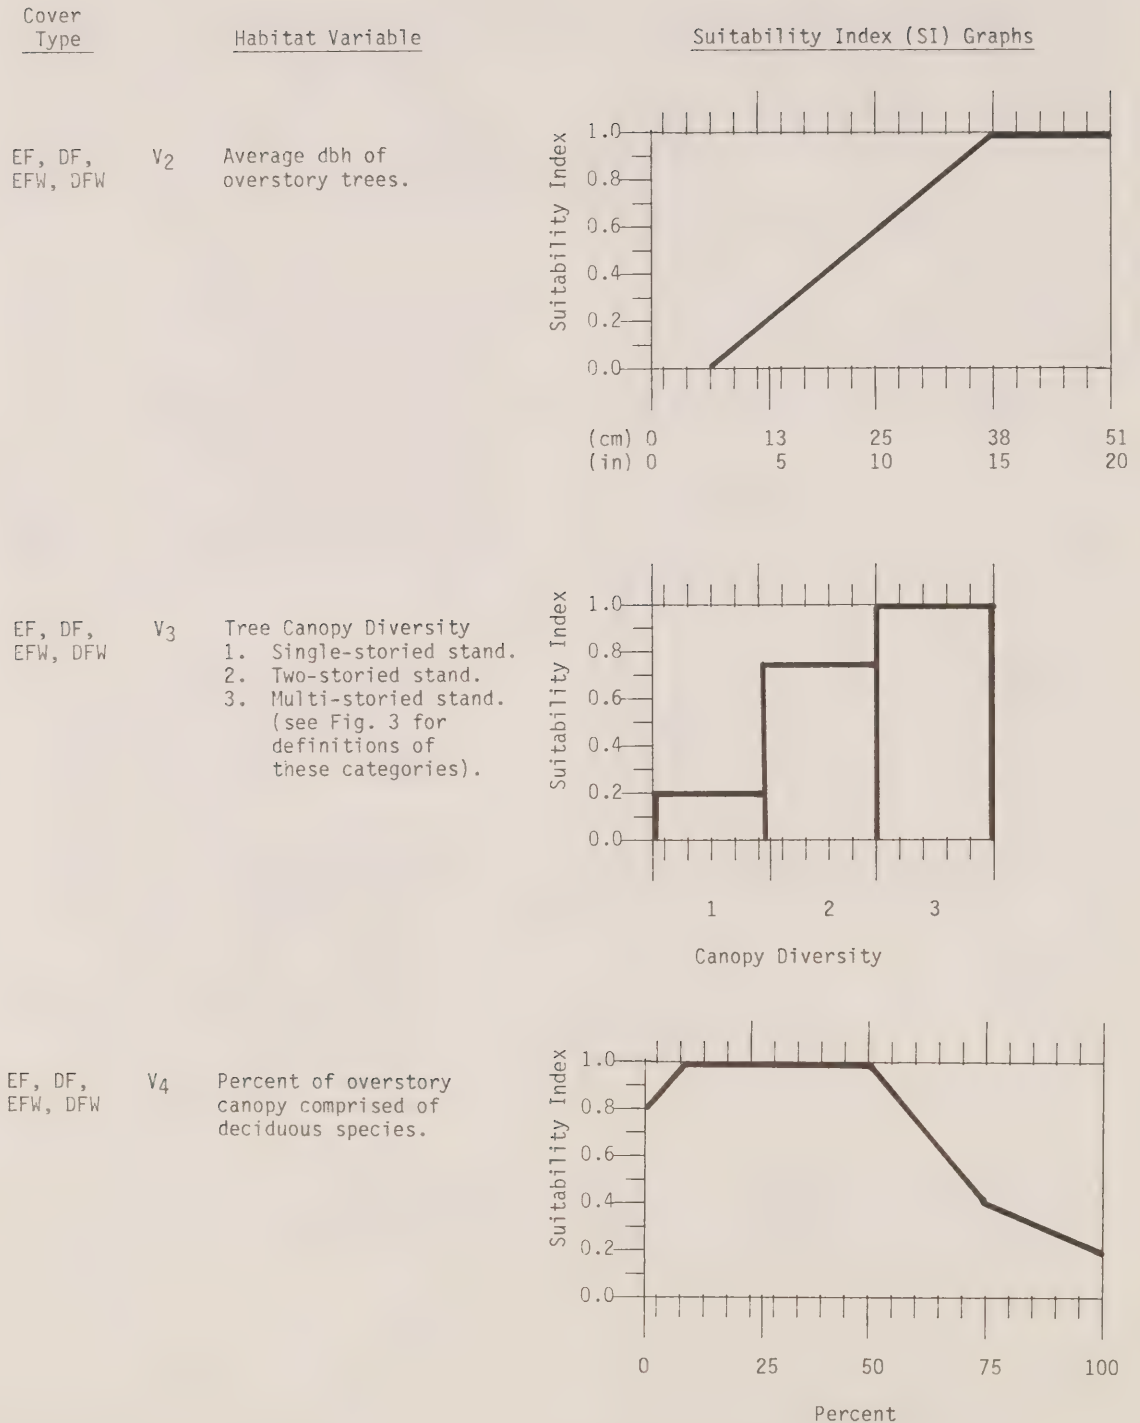 Cover
Type
Habitat Variable
Suitability Index (SI) Graphs
EF, DF,
EFW, DFW
V2
Average dbh of
overstory trees.
Suitability Index
1.0
0.8
0.6
0.4
0.2
0.0
(cm) 0 13 25 38 51
(in) 0 5 10 15 20
EF, DF,
EFW, DFW
V3
Tree Canopy Diversity
1. Single-storied stand.
2. Two-storied stand.
3. Multi-storied stand.
(see Fig. 3 for
definitions of
these categories).
Suitability Index
1.0
0.8
0.6
0.4
0.2
0.0
1 2 3
Canopy Diversity
EF, DF,
EFW, DFW
V4
Percent of overstory
canopy comprised of
deciduous species.
Suitability Index
1.0
0.8
0.6
0.4
0.2
0.0
0 25 50 75 100
Percent